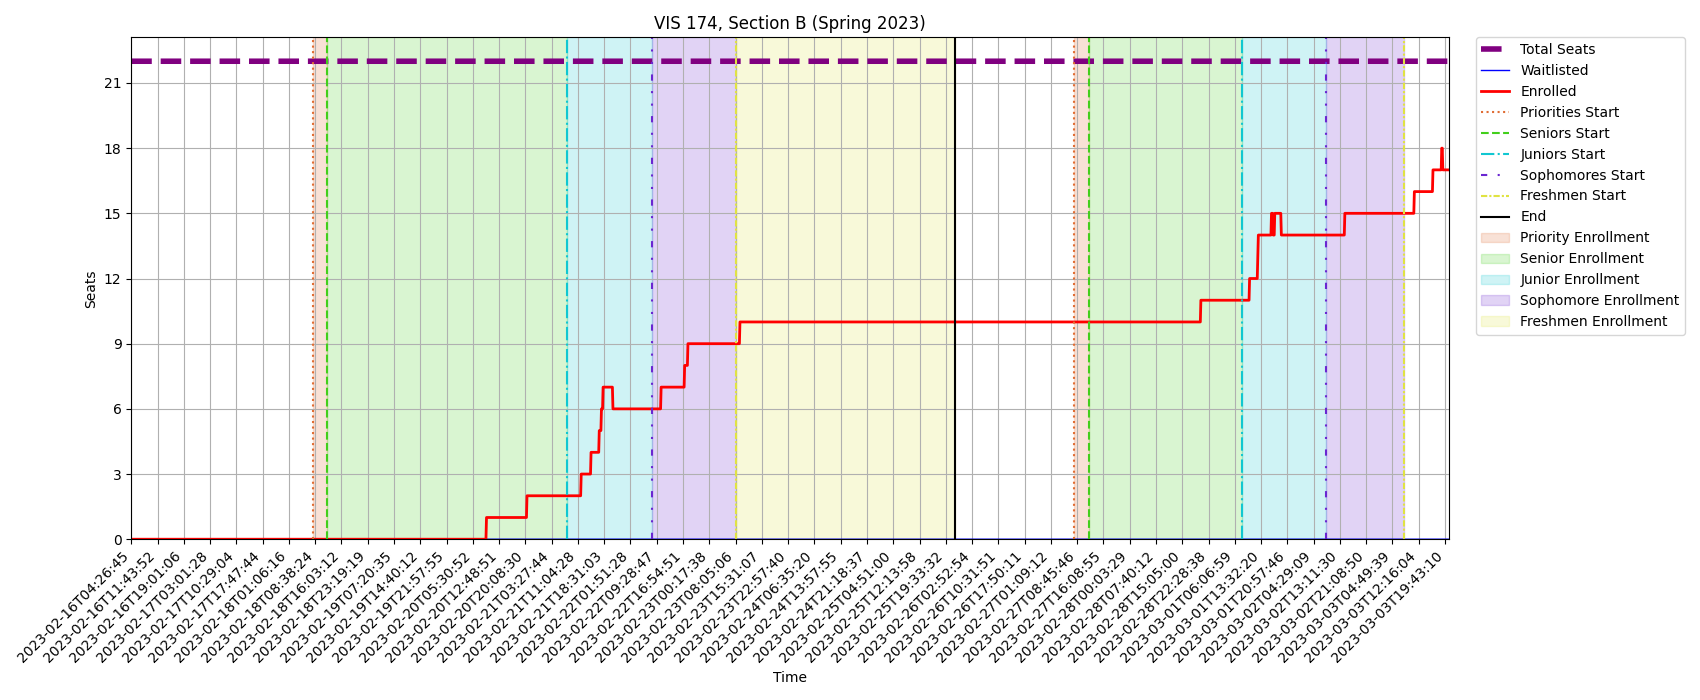 VIS 174, Section B (Spring 2023)
Seats
21
18
15
12
9
6
3
0
2023-02-16T04:26:45
2023-02-16T11:43:52
2023-02-16T19:01:06
2023-02-17T03:01:28
2023-02-17T10:29:04
2023-02-17T17:47:44
2023-02-18T01:06:16
2023-02-18T08:38:24
2023-02-18T16:03:12
2023-02-18T23:19:19
2023-02-19T07:20:35
2023-02-19T14:40:12
2023-02-19T21:57:55
2023-02-20T05:30:52
2023-02-20T12:48:51
2023-02-20T20:08:30
2023-02-21T03:27:44
2023-02-21T11:04:28
2023-02-21T18:31:03
2023-02-22T01:51:28
2023-02-22T09:28:47
2023-02-22T16:54:51
2023-02-23T00:17:38
2023-02-23T08:05:06
2023-02-23T15:31:07
2023-02-23T22:57:40
2023-02-24T06:35:20
2023-02-24T13:57:55
2023-02-24T21:18:37
2023-02-25T04:51:00
2023-02-25T12:13:58
2023-02-25T19:33:32
2023-02-26T02:52:54
2023-02-26T10:31:51
2023-02-26T17:50:11
2023-02-27T01:09:12
2023-02-27T08:45:46
2023-02-27T16:08:55
2023-02-28T00:03:29
2023-02-28T07:40:12
2023-02-28T15:05:00
2023-02-28T22:28:38
2023-03-01T06:06:59
2023-03-01T13:32:20
2023-03-01T20:57:46
2023-03-02T04:29:09
2023-03-02T13:11:30
2023-03-02T21:08:50
2023-03-03T04:49:39
2023-03-03T12:16:04
2023-03-03T19:43:10
Time
Total Seats
Waitlisted
Enrolled
Priorities Start
Seniors Start
Juniors Start
Sophomores Start
Freshmen Start
End
Priority Enrollment
Senior Enrollment
Junior Enrollment
Sophomore Enrollment
Freshmen Enrollment